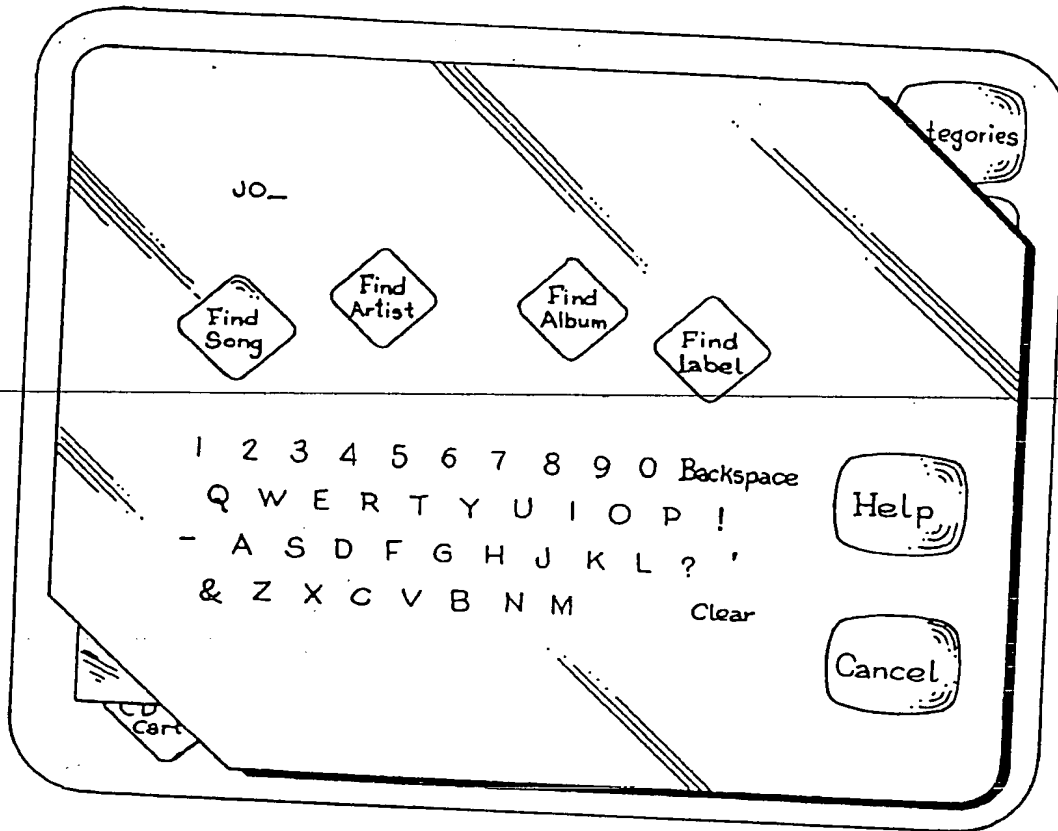 tegories
JO_
Find Song
Find Artist
Find Album
Find Label
1 2 3 4 5 6 7 8 9 0 Backspace
Q W E R T Y U I O P !
- A S D F G H J K L ? '
& Z X C V B N M Clear
Help
Cancel
CD
Cart